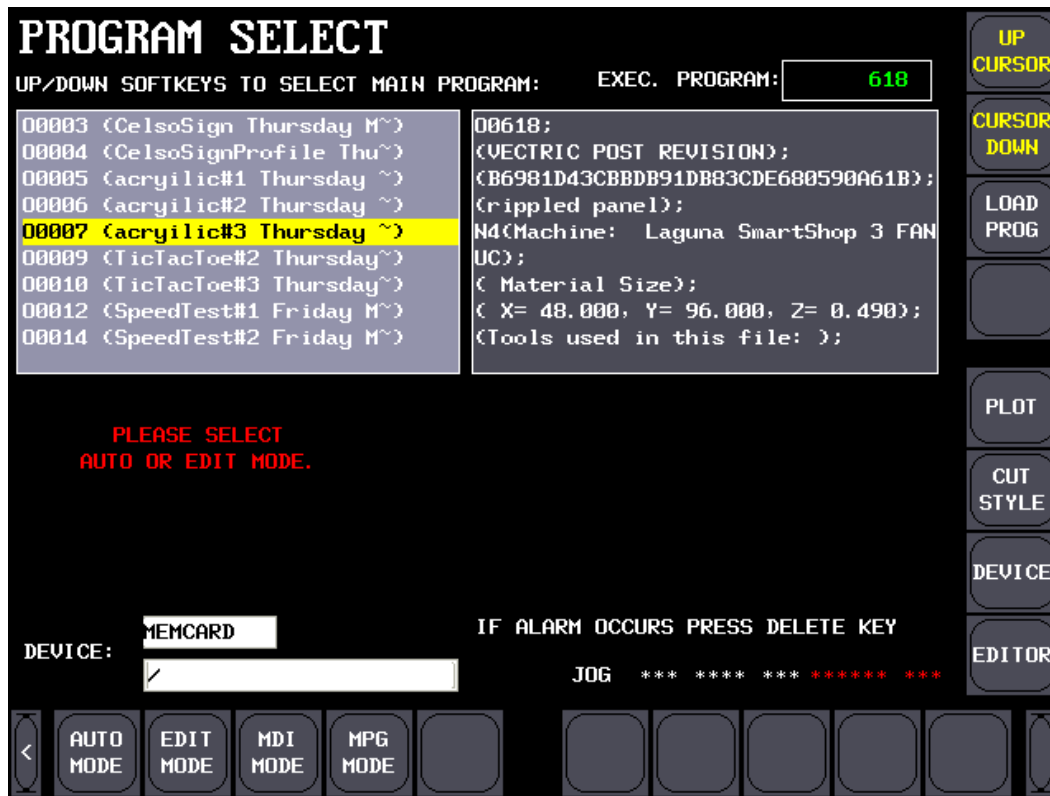 PROGRAM SELECT
UP/DOWN SOFTKEYS TO SELECT MAIN PROGRAM:
EXEC. PROGRAM: 618
O0003 (CelsoSign Thursday M~)
O0004 (CelsoSignProfile Thu~)
O0005 (acryilic#1 Thursday ~)
O0006 (acryilic#2 Thursday ~)
O0007 (acryilic#3 Thursday ~)
O0009 (TicTacToe#2 Thursday~)
O0010 (TicTacToe#3 Thursday~)
O0012 (SpeedTest#1 Friday M~)
O0014 (SpeedTest#2 Friday M~)
O0618;
(VECTRIC POST REVISION);
(B6981D43CBBDB91DB83CDE680590A61B);
(rippled panel);
N4(Machine: Laguna SmartShop 3 FAN
UC);
( Material Size);
( X= 48.000, Y= 96.000, Z= 0.490);
(Tools used in this file: );
PLEASE SELECT
AUTO OR EDIT MODE.
DEVICE:
MEMCARD
/
IF ALARM OCCURS PRESS DELETE KEY
JOG *** **** *** ****** ***
UP
CURSOR
CURSOR
DOWN
LOAD
PROG
PLOT
CUT
STYLE
DEVICE
EDITOR
<
AUTO
MODE
EDIT
MODE
MDI
MODE
MPG
MODE